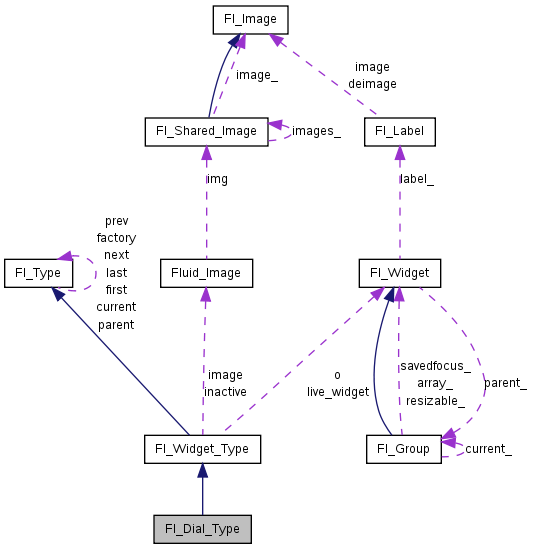 Fl_Image
image
deimage
image_
Fl_Shared_Image
images_
Fl_Label
img
label_
prev
factory
next
last
first
current
parent
Fl_Type
Fluid_Image
Fl_Widget
image
inactive
o
live_widget
savedfocus_
array_
resizable_
parent_
Fl_Widget_Type
Fl_Group
current_
Fl_Dial_Type